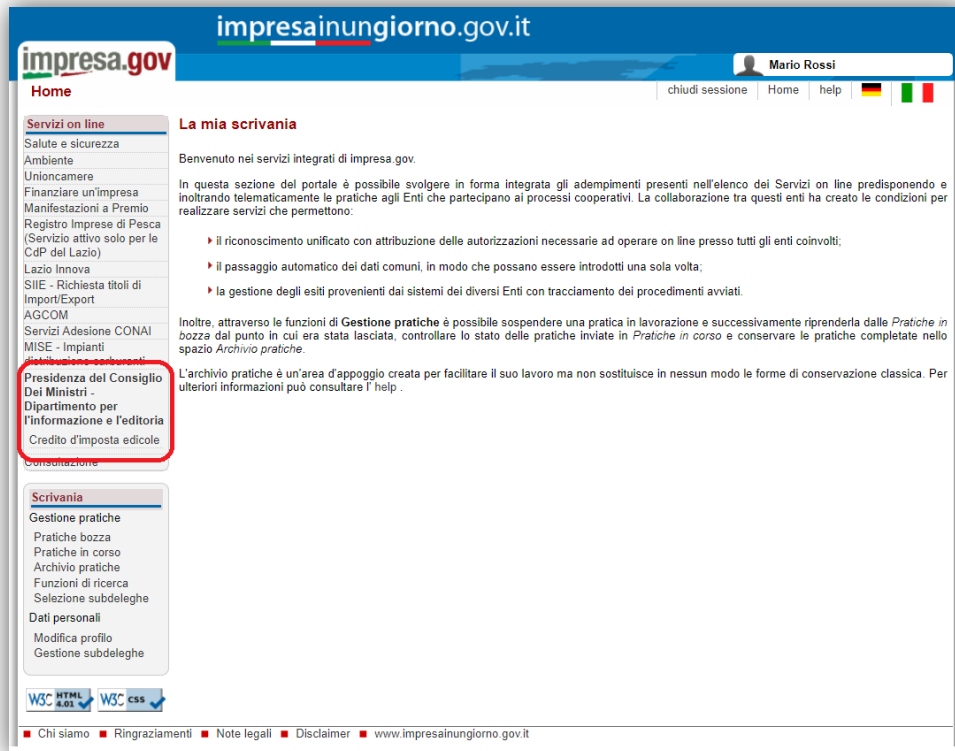 impresainungiorno.gov.it
impresa.gov
Mario Rossi
Home
chiudi sessione
Home
help
Servizi on line
Salute e sicurezza
Ambiente
Unioncamere
Finanziare un'impresa
Manifestazioni a Premio
Registro Imprese di Pesca
(Servizio attivo solo per le
CdP del Lazio)
Lazio Innova
SIIE - Richiesta titoli di
Import/Export
AGCOM
Servizi Adesione CONAI
MISE - Impianti
distribuzione carburanti
Presidenza del Consiglio
Dei Ministri -
Dipartimento per
l'informazione e l'editoria
Credito d'imposta edicole
Consultazione
Scrivania
Gestione pratiche
Pratiche bozza
Pratiche in corso
Archivio pratiche
Funzioni di ricerca
Selezione subdeleghe
Dati personali
Modifica profilo
Gestione subdeleghe
W3C HTML 4.01
W3C css
La mia scrivania
Benvenuto nei servizi integrati di impresa.gov.
In questa sezione del portale è possibile svolgere in forma integrata gli adempimenti presenti nell'elenco dei Servizi on line predisponendo e
inoltrando telematicamente le pratiche agli Enti che partecipano ai processi cooperativi. La collaborazione tra questi enti ha creato le condizioni per
realizzare servizi che permettono:
il riconoscimento unificato con attribuzione delle autorizzazioni necessarie ad operare on line presso tutti gli enti coinvolti;
il passaggio automatico dei dati comuni, in modo che possano essere introdotti una sola volta;
la gestione degli esiti provenienti dai sistemi dei diversi Enti con tracciamento dei procedimenti avviati.
Inoltre, attraverso le funzioni di Gestione pratiche è possibile sospendere una pratica in lavorazione e successivamente riprenderla dalle Pratiche in
bozza dal punto in cui era stata lasciata, controllare lo stato delle pratiche inviate in Pratiche in corso e conservare le pratiche completate nello
spazio Archivio pratiche.
L'archivio pratiche è un'area d'appoggio creata per facilitare il suo lavoro ma non sostituisce in nessun modo le forme di conservazione classica. Per
ulteriori informazioni può consultare l' help .
Chi siamo
Ringraziamenti
Note legali
Disclaimer
www.impresainungiorno.gov.it